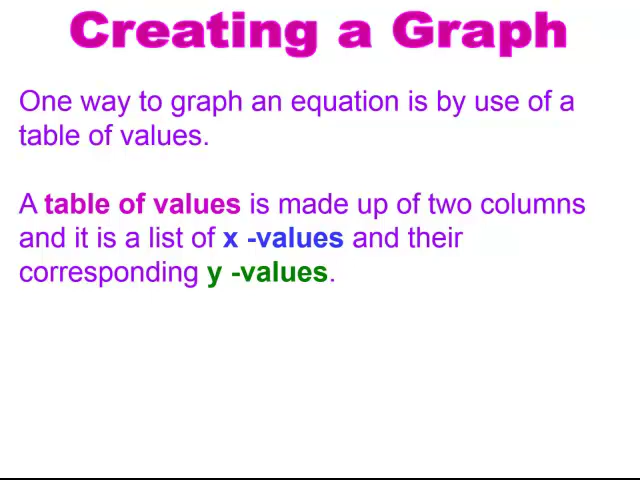 Creating a Graph
One way to graph an equation is by use of a
table of values.
A table of values is made up of two columns
and it is a list of x -values and their
corresponding y -values.